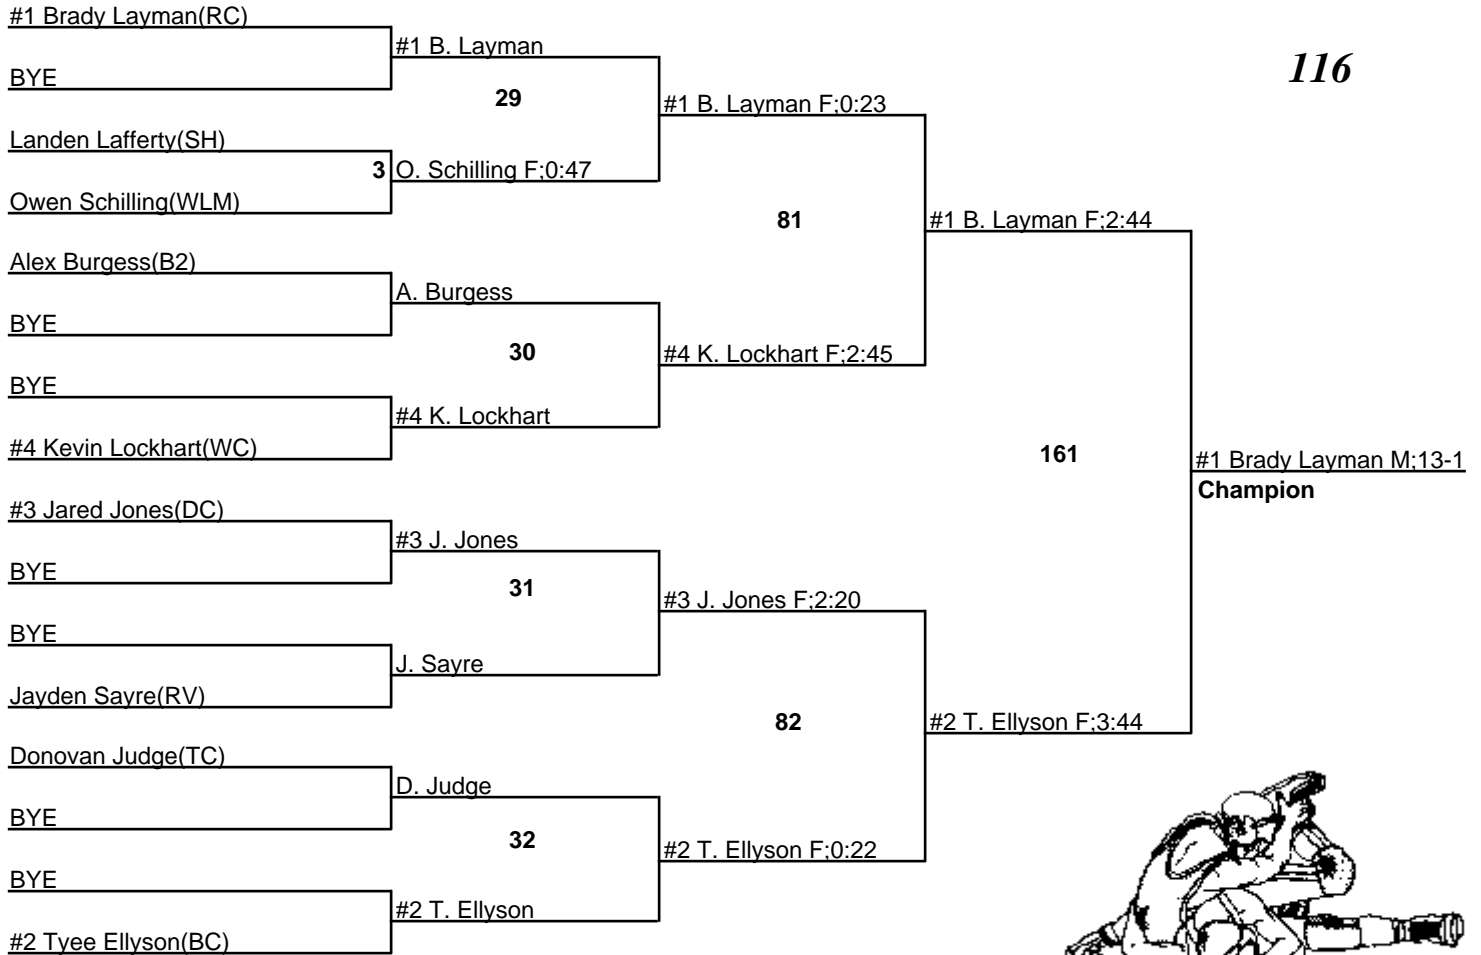 #1 Brady Layman(RC)
BYE
Landen Lafferty(SH)
Owen Schilling(WLM)
Alex Burgess(B2)
BYE
BYE
#4 Kevin Lockhart(WC)
#3 Jared Jones(DC)
BYE
BYE
Jayden Sayre(RV)
Donovan Judge(TC)
BYE
BYE
#2 Tyee Ellyson(BC)
#1 B. Layman
3 O. Schilling F;0:47
A. Burgess
#4 K. Lockhart
#3 J. Jones
J. Sayre
D. Judge
#2 T. Ellyson
29
30
31
32
#1 B. Layman F;0:23
#4 K. Lockhart F;2:45
#3 J. Jones F;2:20
#2 T. Ellyson F;0:22
81
82
#1 B. Layman F;2:44
#2 T. Ellyson F;3:44
161
#1 Brady Layman M;13-1
Champion
116